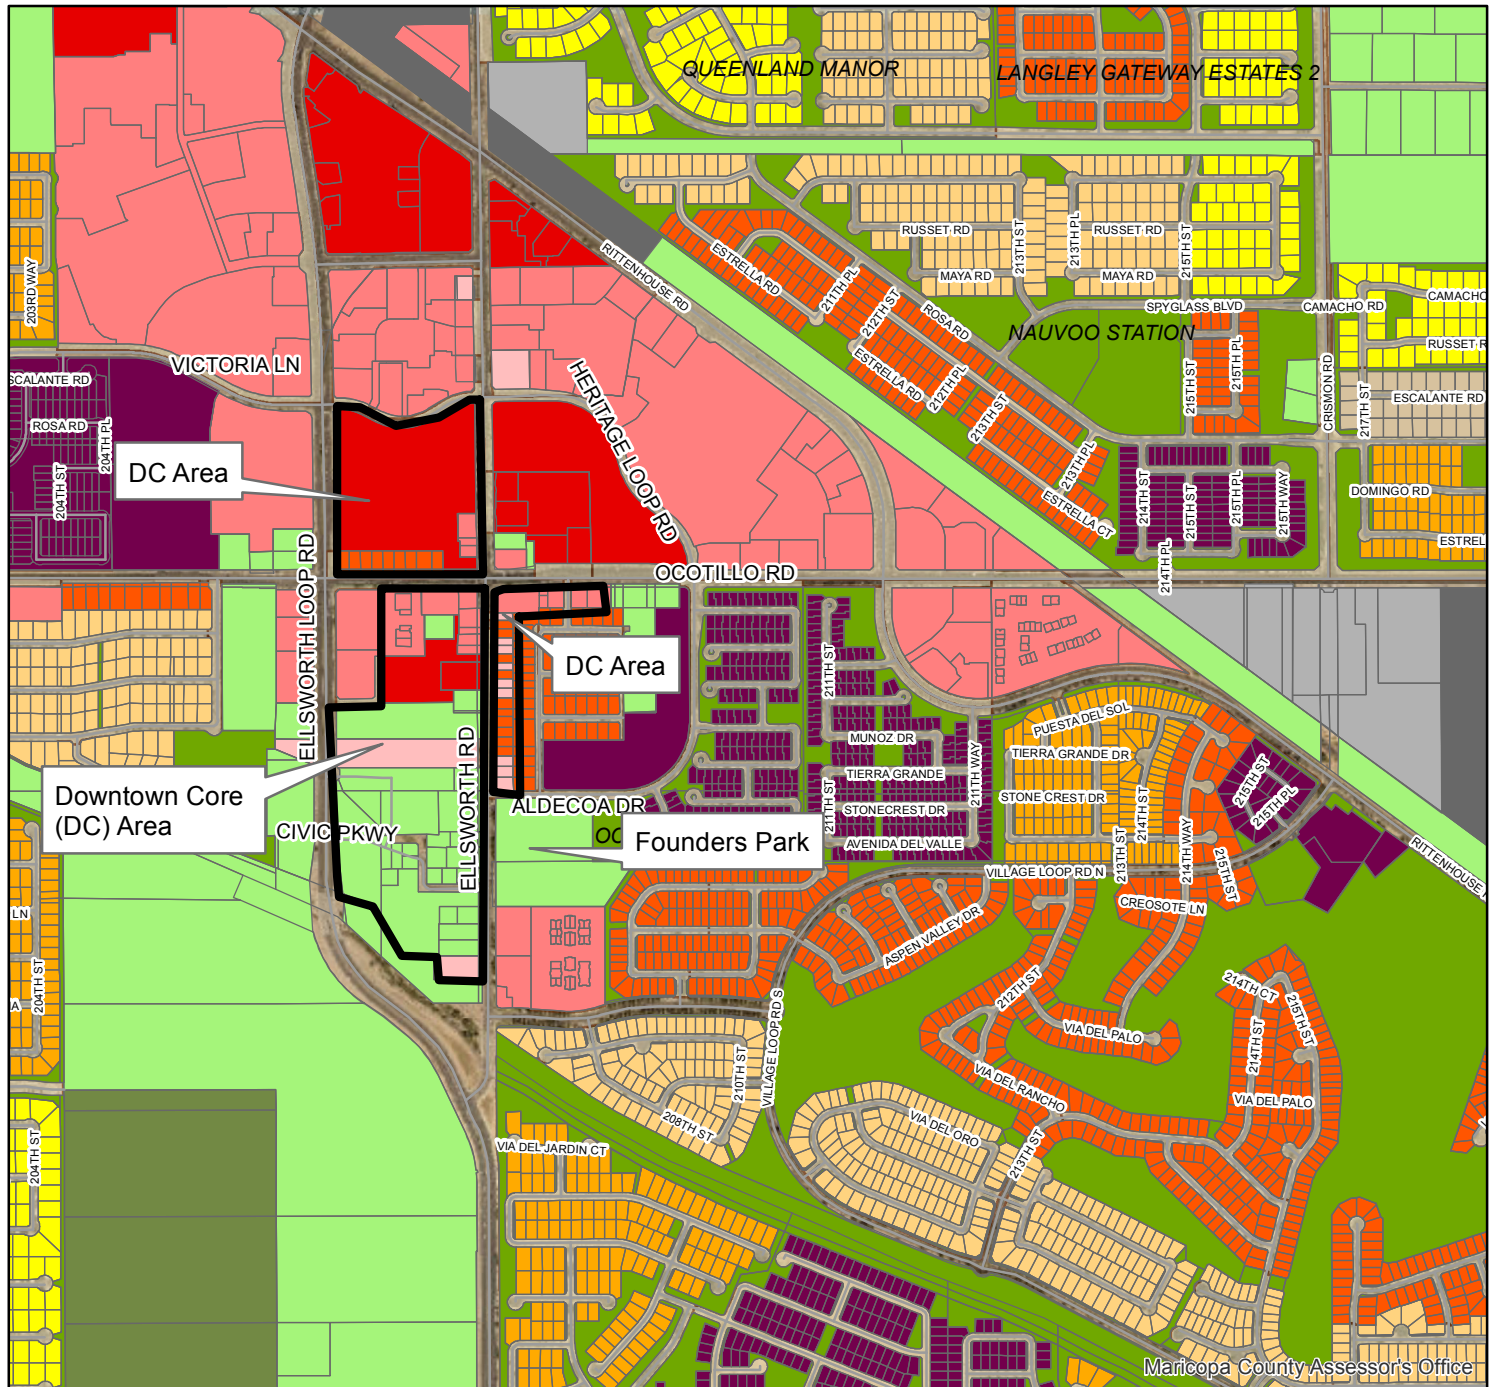 QUEENLAND MANOR
LANGLEY GATEWAY ESTATES 2
203RD WAY
RITTENHOUSE RD
ESTRELLA RD
211TH PL
212TH ST
ROSA RD
ESTRELLA RD
212TH PL
213TH ST
213TH PL
ESTRELLA CT
RUSSET RD
MAYA RD
213TH ST
213TH PL
RUSSET RD
MAYA RD
215TH ST
SPYGLASS BLVD
NAUVOO STATION
CAMACHO RD
CAMACHO
RUSSET R
CRISMON RD
217TH ST
ESCALANTE RD
DOMINGO RD
ESTREL
215TH ST
215TH PL
214TH ST
215TH ST
215TH PL
215TH WAY
214TH PL
VICTORIA LN
SCALANTE RD
ROSA RD
204TH PL
204TH ST
DC Area
HERITAGE LOOP RD
OCOTILLO RD
ELLSWORTH LOOP RD
DC Area
ELLSWORTH RD
Downtown Core
(DC) Area
CIVIC PKWY
ALDECOA DR
OC
Founders Park
211TH ST
MUNOZ DR
TIERRA GRANDE
211TH ST
STONECREST DR
AVENIDA DEL VALLE
211TH WAY
PUESTA DEL SOL
TIERRA GRANDE DR
STONE CREST DR
214TH ST
213TH ST
214TH WAY
215TH ST
215TH PL
215TH ST
RITTENHOUSE
VILLAGE LOOP RD N
CREOSOTE LN
ASPEN VALLEY DR
212TH ST
VIA DEL PALO
214TH CT
215TH ST
214TH ST
VIA DEL PALO
VIA DEL RANCHO
VILLAGE LOOP RD S
210TH ST
208TH ST
VIA DEL ORO
213TH ST
VIA DEL JARDIN CT
LN
204TH ST
A
204TH ST
Maricopa County Assessor's Office